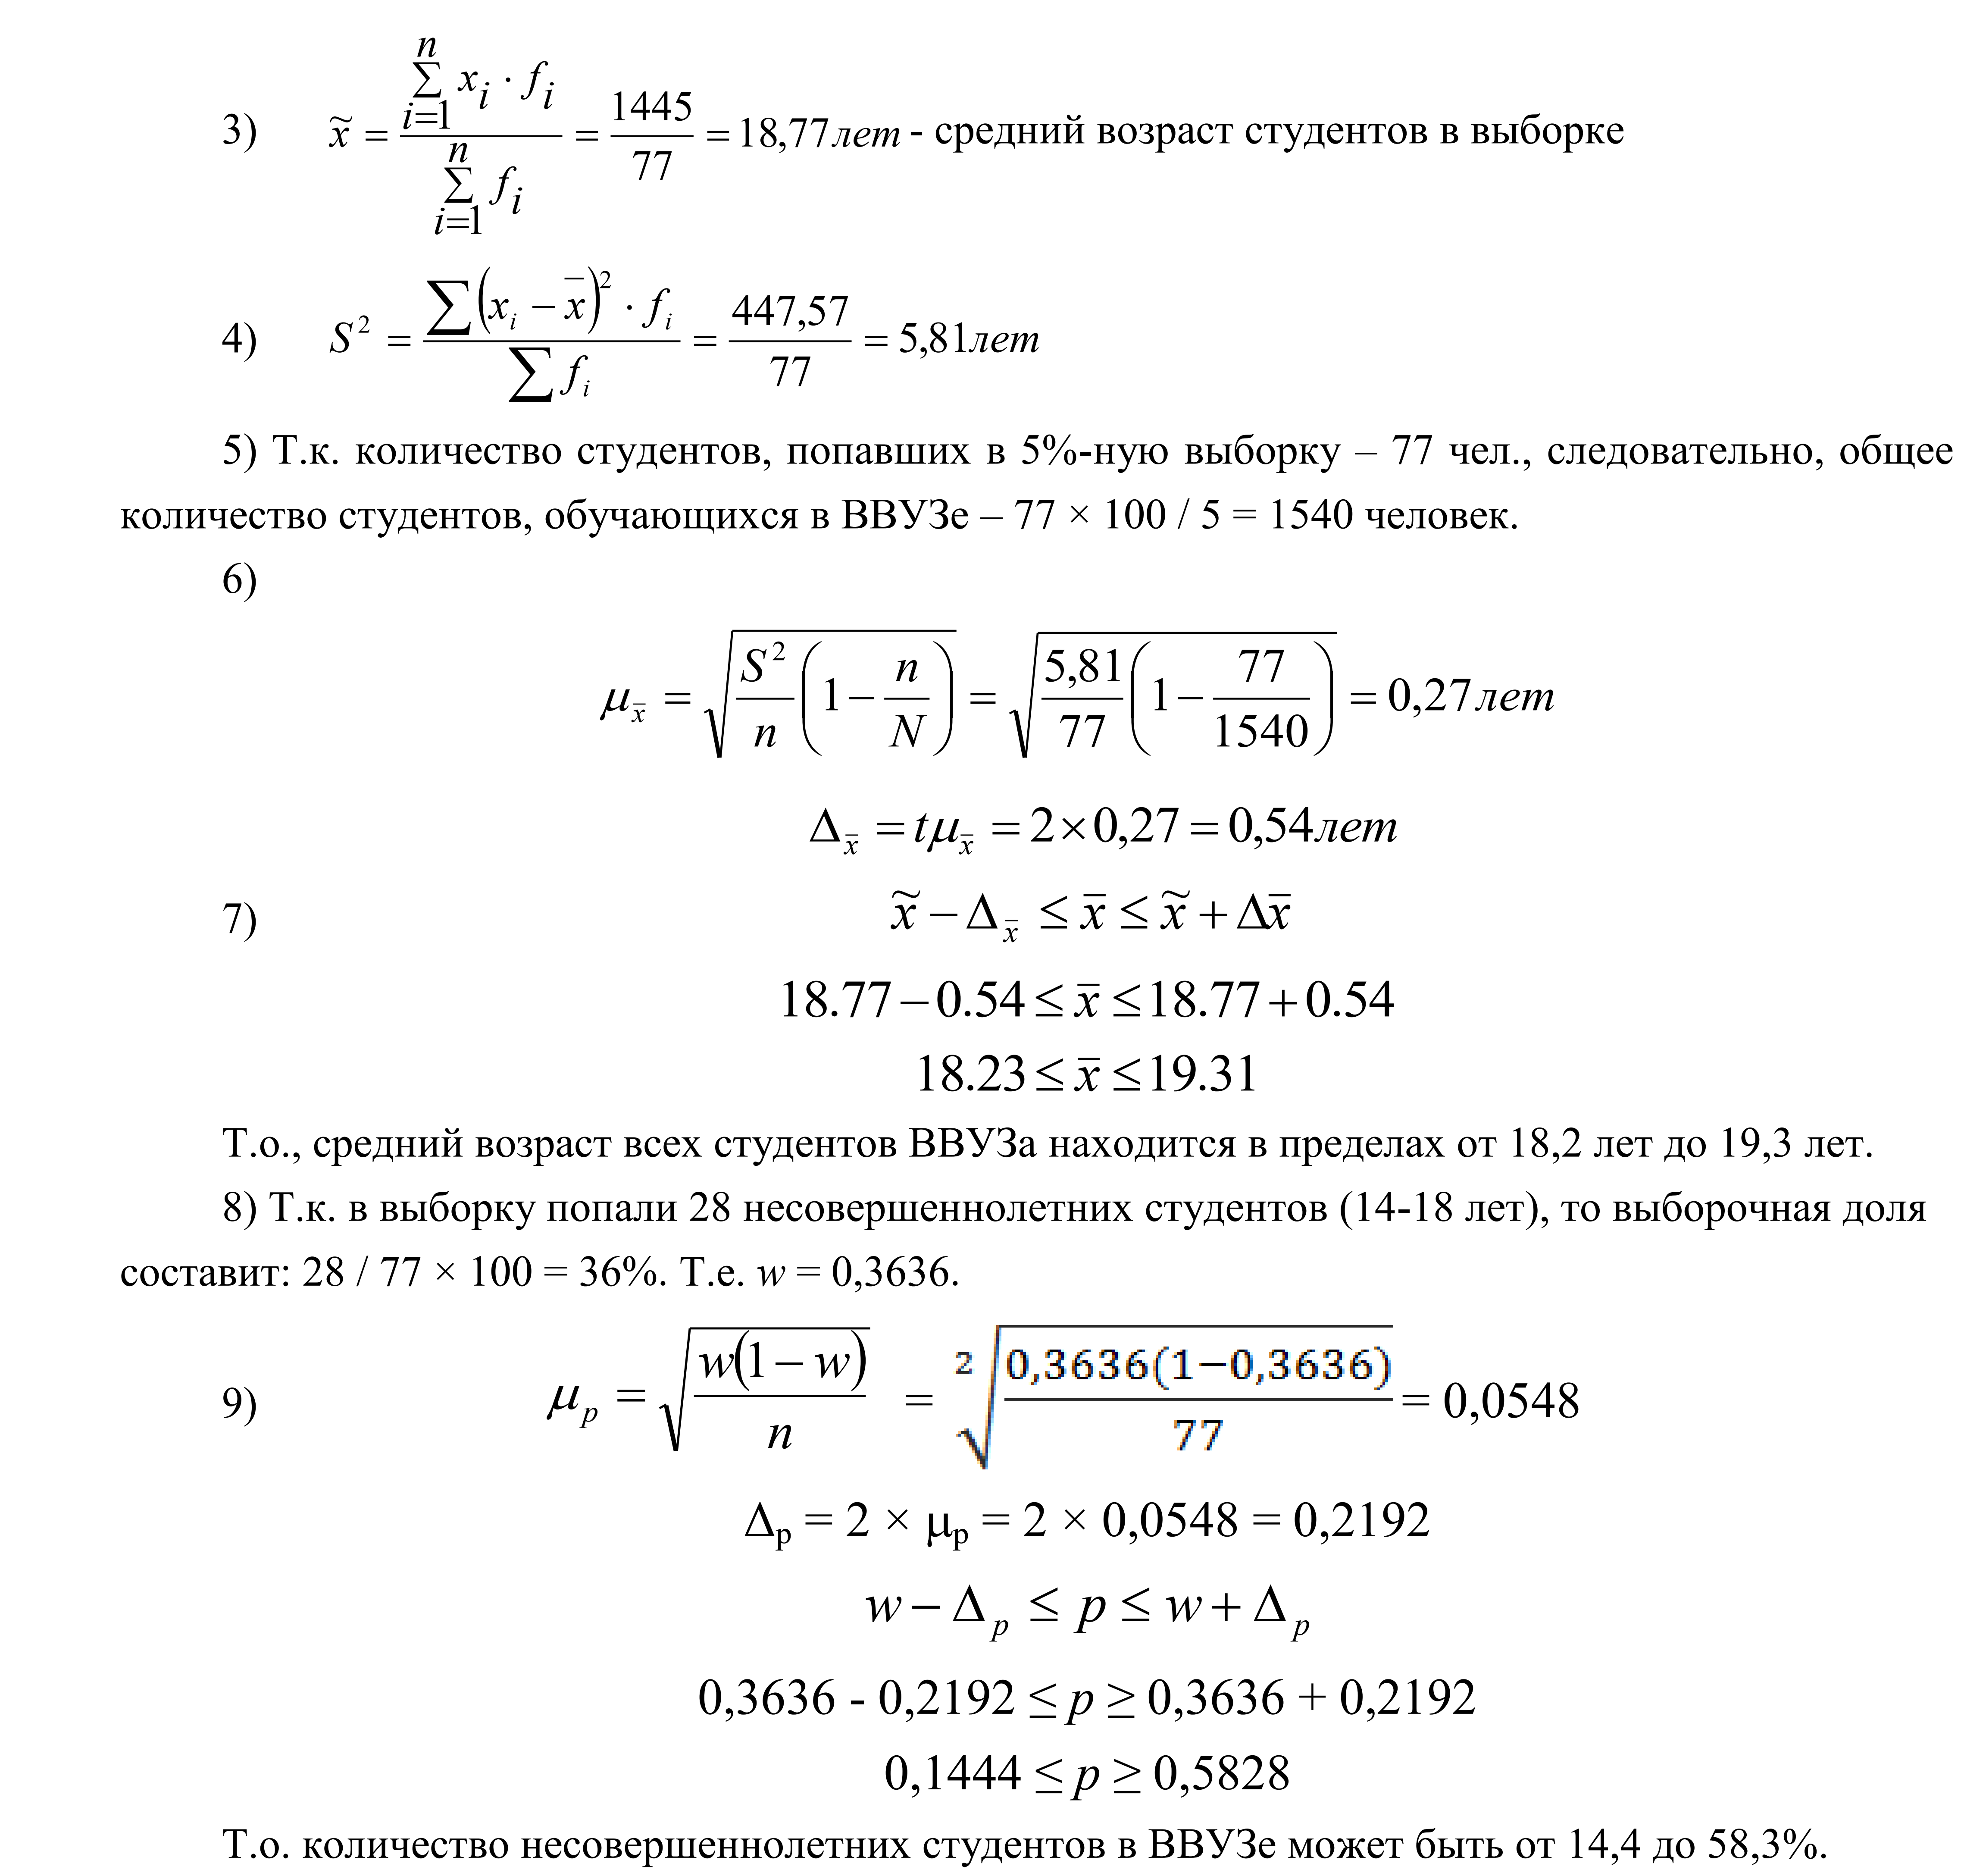 3) x̃ = (∑_{i=1}^{n} x_i · f_i) / (∑_{i=1}^{n} f_i) = 1445 / 77 = 18,77 лет - средний возраст студентов в выборке
4) S² = (∑(x_i − x̄)² · f_i) / (∑ f_i) = 447,57 / 77 = 5,81лет
5) Т.к. количество студентов, попавших в 5%-ную выборку – 77 чел., следовательно, общее
количество студентов, обучающихся в ВВУЗе – 77 × 100 / 5 = 1540 человек.
6)
μ_x̄ = √(S²/n (1 − n/N)) = √(5,81/77 (1 − 77/1540)) = 0,27 лет
Δ_x̄ = tμ_x̄ = 2×0,27 = 0,54лет
7) x̃ − Δ_x̄ ≤ x̄ ≤ x̃ + Δx̄
18.77 − 0.54 ≤ x̄ ≤ 18.77 + 0.54
18.23 ≤ x̄ ≤ 19.31
Т.о., средний возраст всех студентов ВВУЗа находится в пределах от 18,2 лет до 19,3 лет.
8) Т.к. в выборку попали 28 несовершеннолетних студентов (14-18 лет), то выборочная доля
составит: 28 / 77 × 100 = 36%. Т.е. w = 0,3636.
9) μ_p = √(w(1 − w) / n) = ²√(0,3636(1−0,3636) / 77) = 0,0548
Δ_р = 2 × μ_р = 2 × 0,0548 = 0,2192
w − Δ_p ≤ p ≤ w + Δ_p
0,3636 - 0,2192 ≤ p ≥ 0,3636 + 0,2192
0,1444 ≤ p ≥ 0,5828
Т.о. количество несовершеннолетних студентов в ВВУЗе может быть от 14,4 до 58,3%.